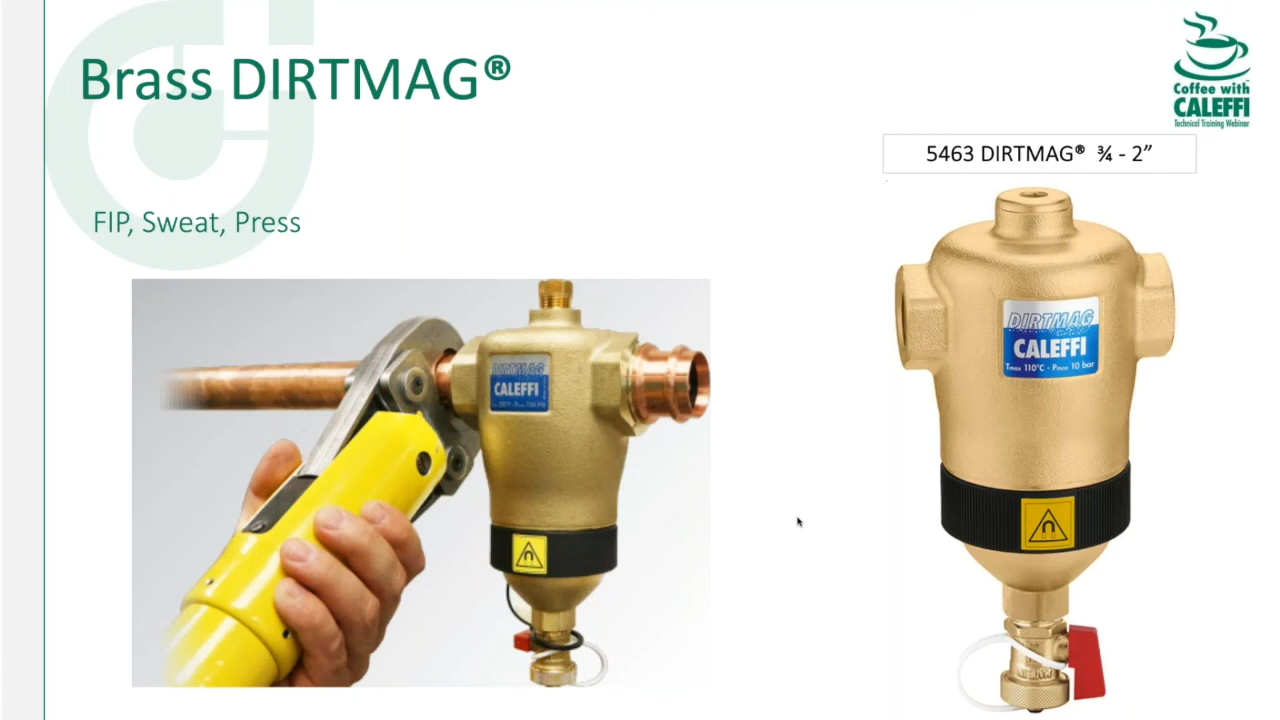 Brass DIRTMAG®
Coffee with
CALEFFI
Technical Training Webinar
5463 DIRTMAG® ¾ - 2”
FIP, Sweat, Press
DIRTMAG
CALEFFI
DIRTMAG
CALEFFI
Tmax 110°C - Pmax 10 bar